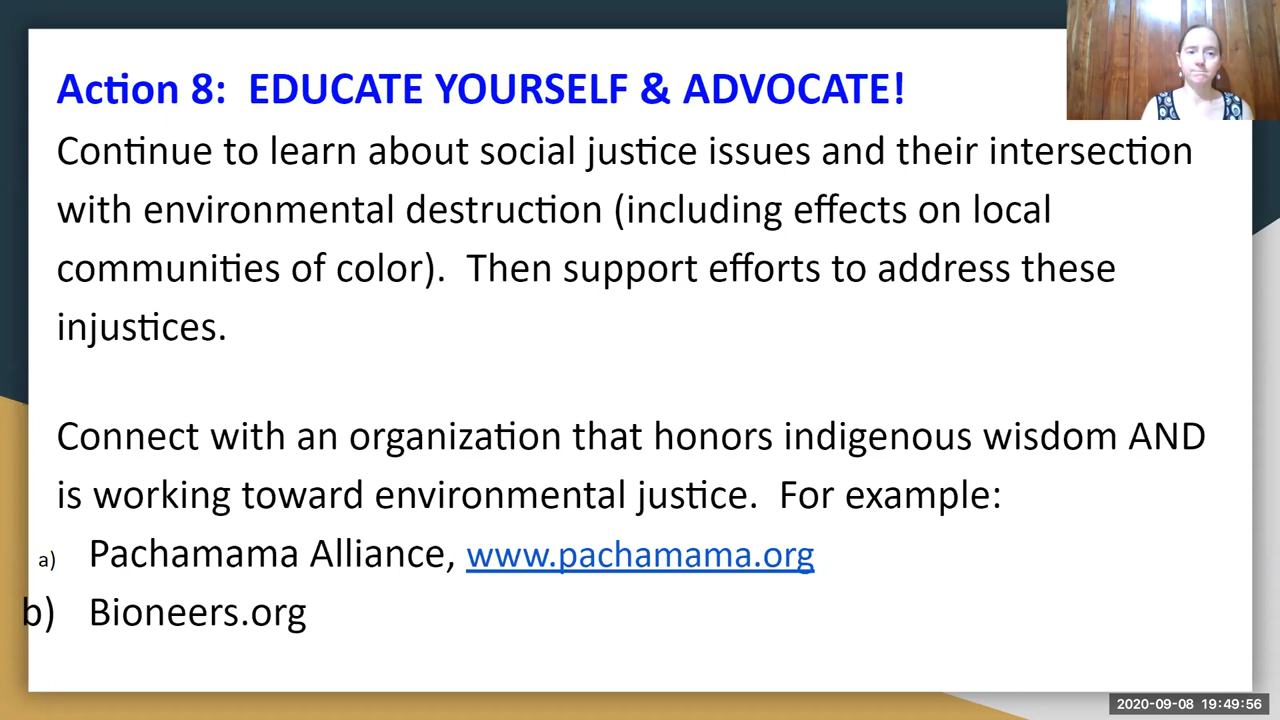 Action 8:  EDUCATE YOURSELF & ADVOCATE!
Continue to learn about social justice issues and their intersection
with environmental destruction (including effects on local
communities of color).  Then support efforts to address these
injustices.
Connect with an organization that honors indigenous wisdom AND
is working toward environmental justice.  For example:
a) Pachamama Alliance, www.pachamama.org
b) Bioneers.org
2020-09-08 19:49:56